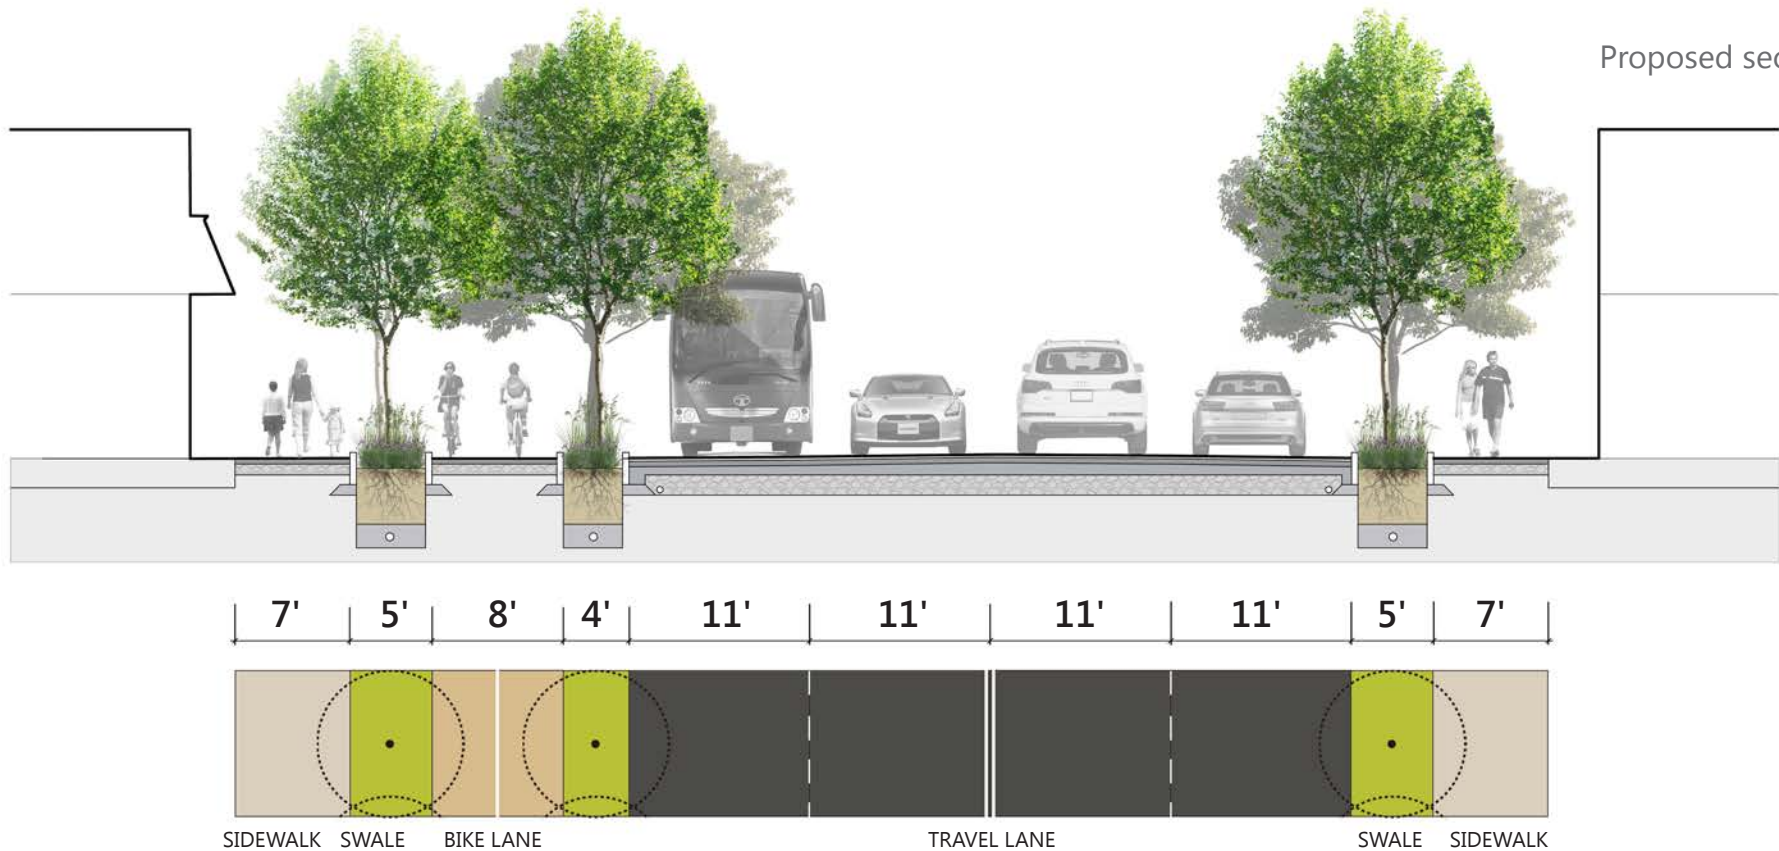 Proposed sec
7' 5' 8' 4' 11' 11' 11' 11' 5' 7'
SIDEWALK SWALE BIKE LANE TRAVEL LANE SWALE SIDEWALK